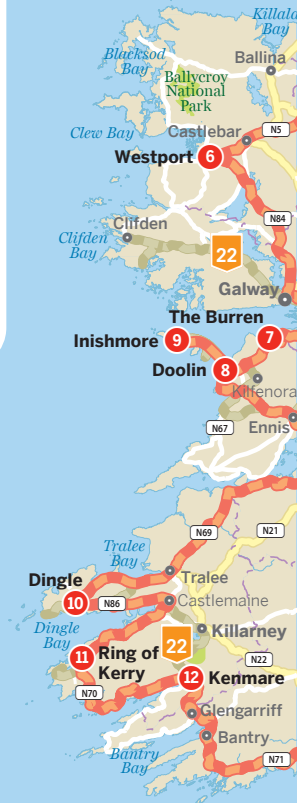 Killala
Bay
Blacksod
Bay
Ballina
Ballycroy
National
Park
Clew Bay
Castlebar
N5
Westport 6
N84
Clifden
Clifden
Bay
22
Galway
The Burren
Inishmore 9
7
Doolin 8
Kilfenora
N67
Ennis
N69
N21
Tralee
Bay
Dingle
Tralee
10
N86
Castlemaine
Dingle
Bay
22
Killarney
11 Ring of
Kerry
N22
12 Kenmare
N70
Glengarriff
Bantry
Bantry
Bay
N71